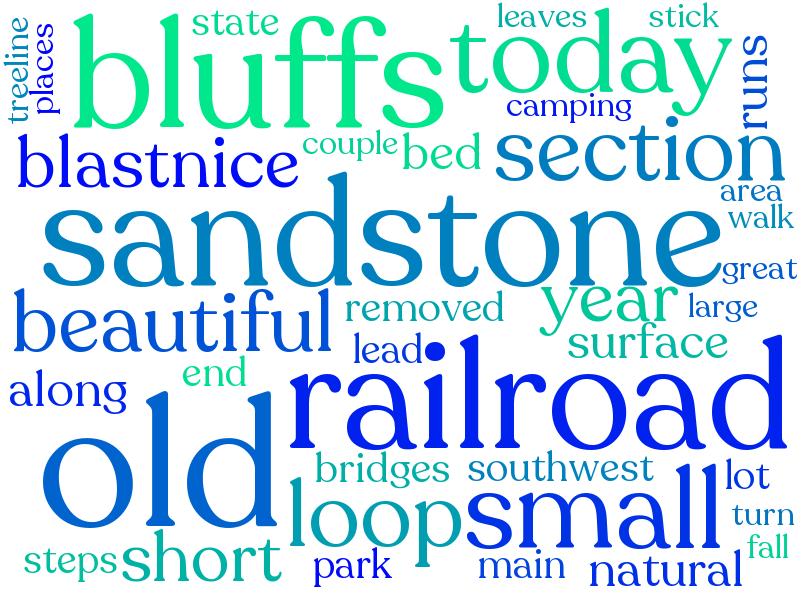 treeline places bluffs state today leaves stick runs
camping
blastnice couple bed section
area
walk
sandstone great
beautiful removed year large
lead surface
along end railroad
old bridges southwest lot
loop small turn
steps short park main natural fall